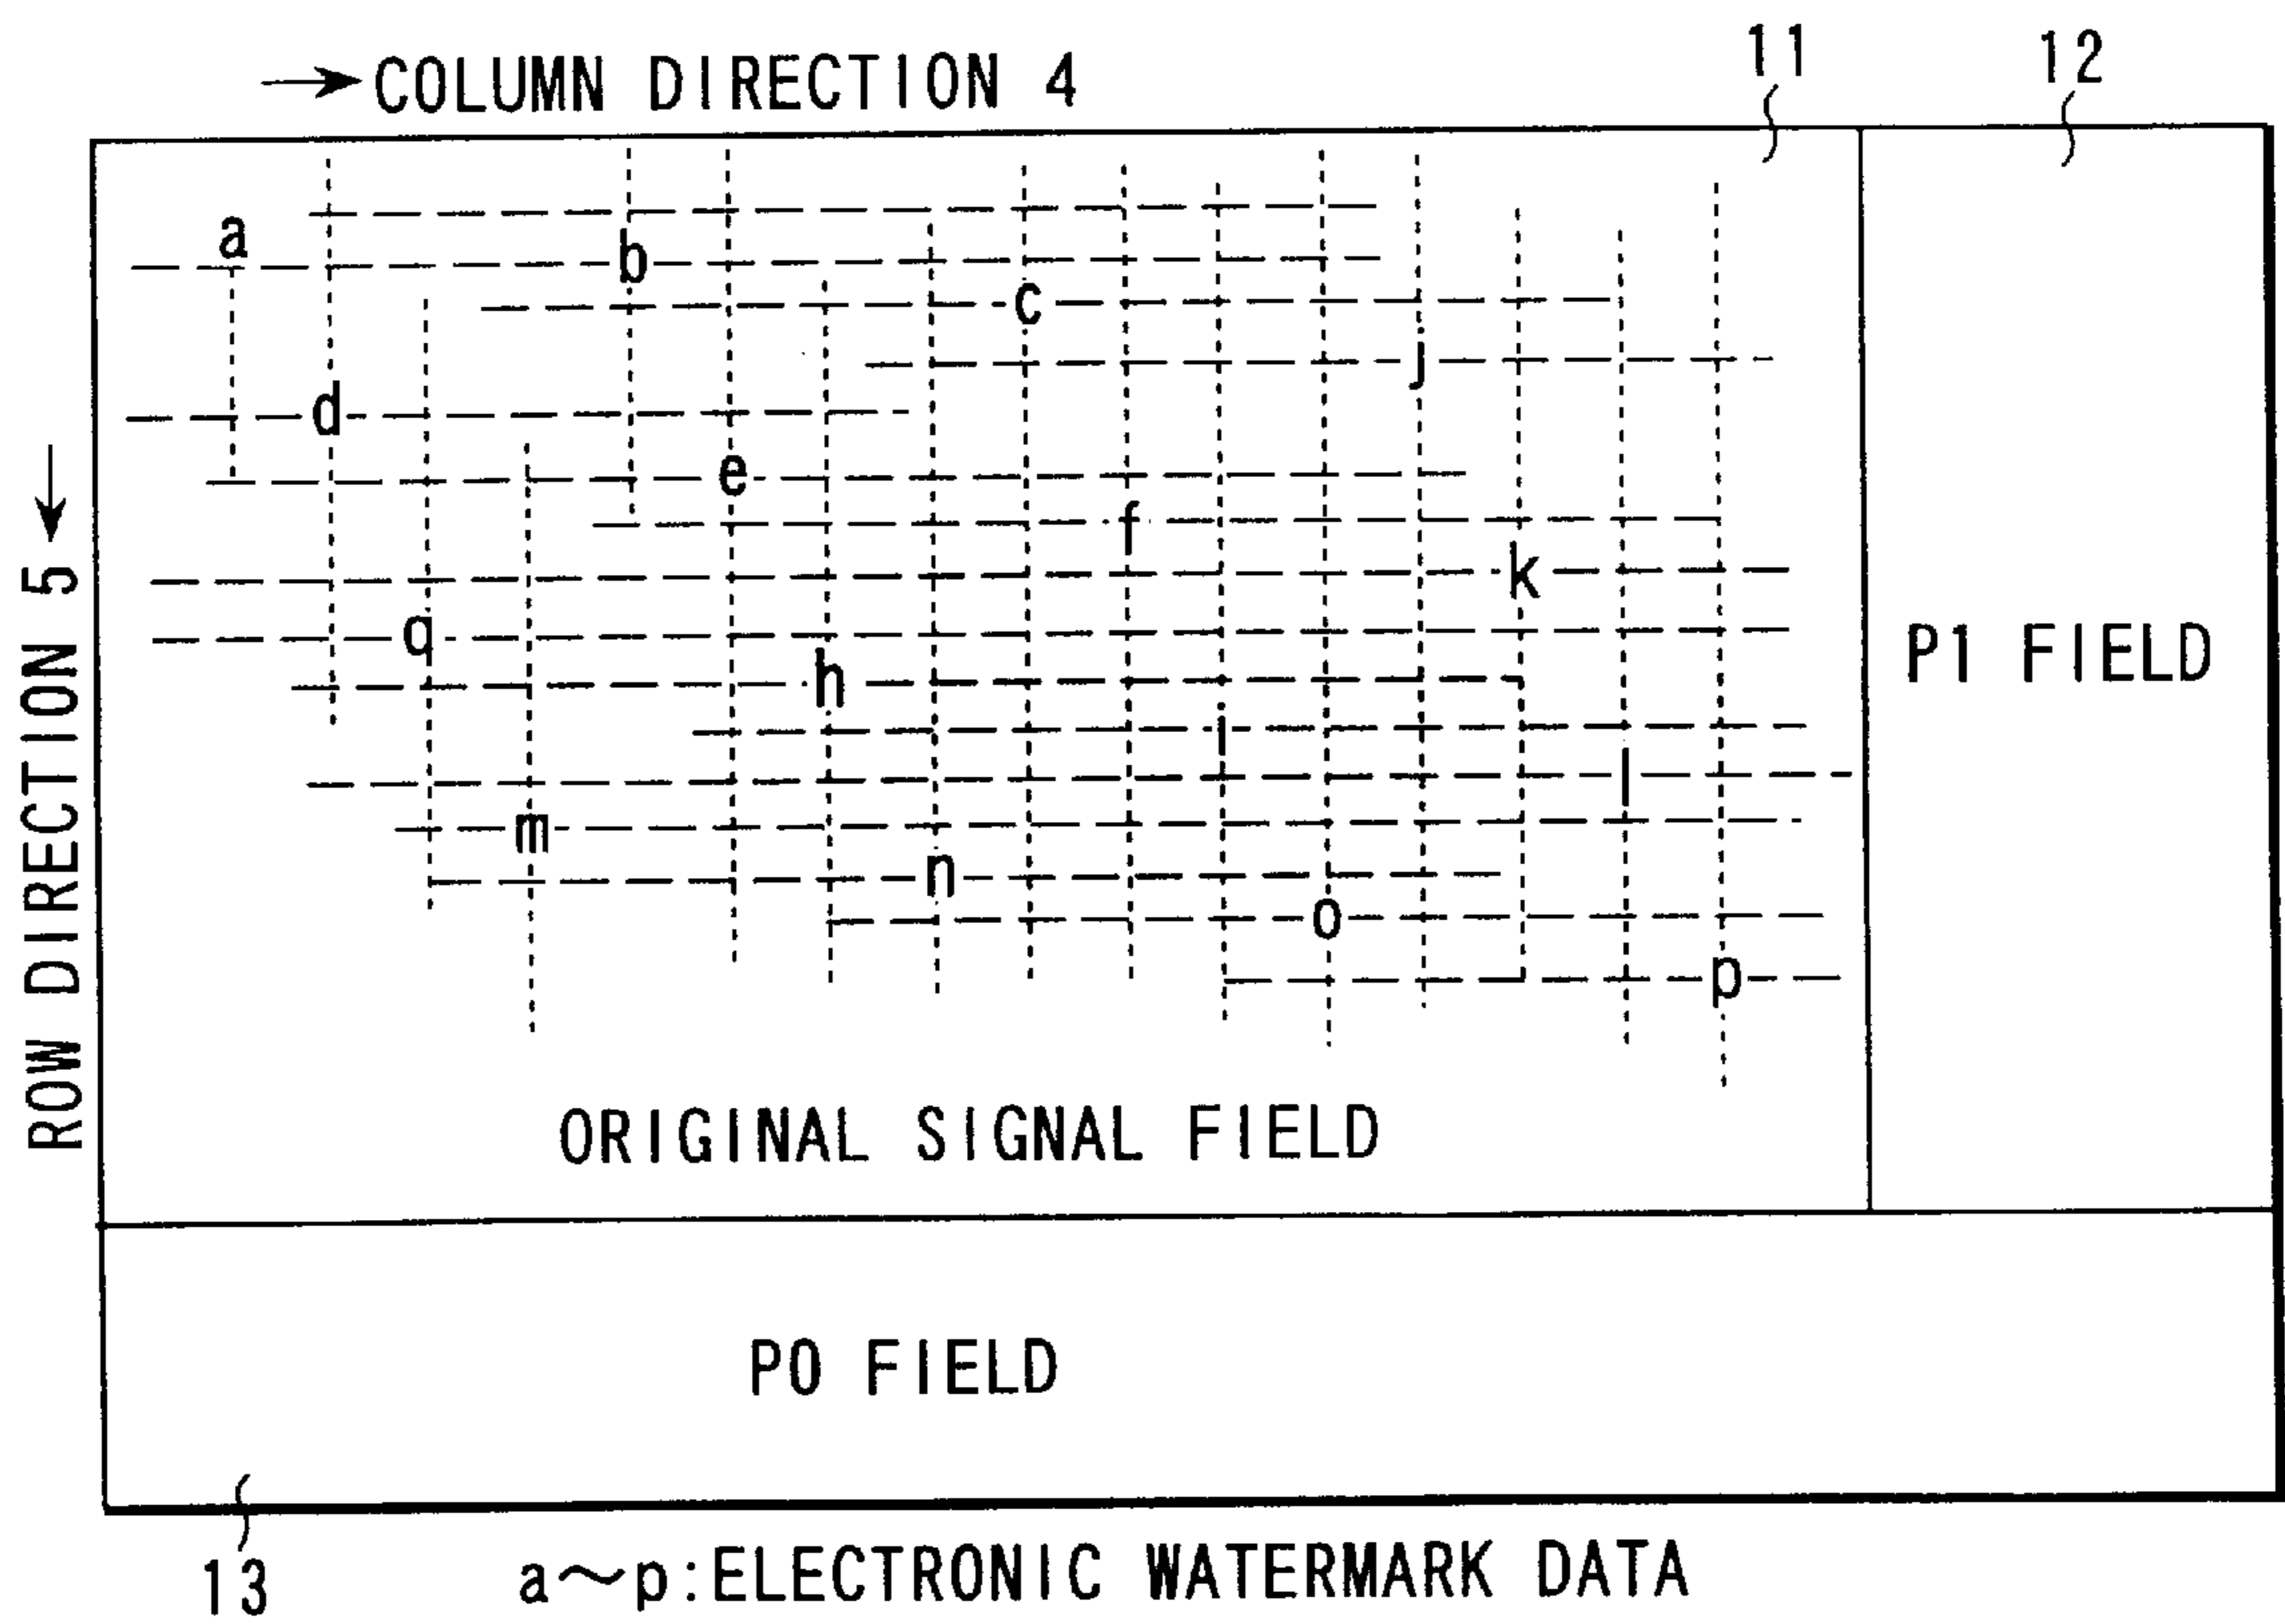 11
12
→COLUMN DIRECTION 4
a
b
c
j
d
e
f
k
g
h
i
l
m
n
o
p
ROW DIRECTION 5
P1 FIELD
ORIGINAL SIGNAL FIELD
P0 FIELD
13
a~p:ELECTRONIC WATERMARK DATA